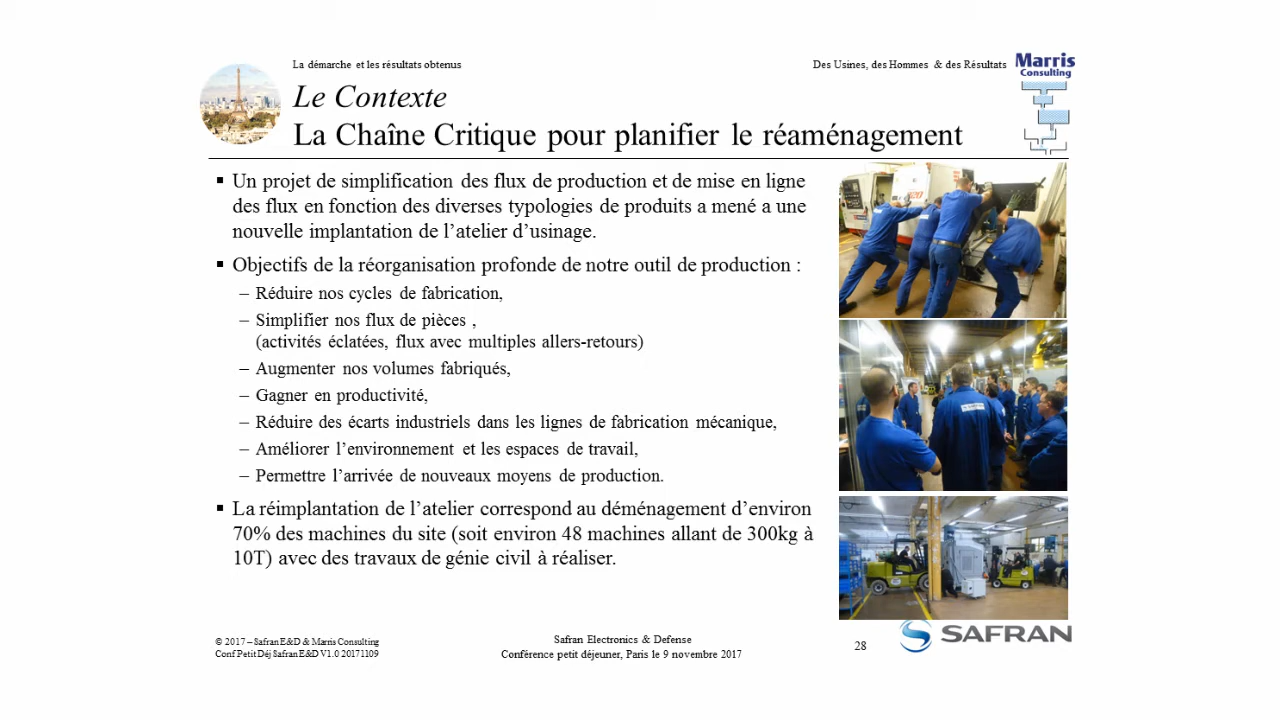 La démarche et les résultats obtenus
Des Usines, des Hommes & des Résultats
Marris
Consulting
Le Contexte
La Chaîne Critique pour planifier le réaménagement
▪ Un projet de simplification des flux de production et de mise en ligne
des flux en fonction des diverses typologies de produits a mené a une
nouvelle implantation de l’atelier d’usinage.
▪ Objectifs de la réorganisation profonde de notre outil de production :
– Réduire nos cycles de fabrication,
– Simplifier nos flux de pièces ,
(activités éclatées, flux avec multiples allers-retours)
– Augmenter nos volumes fabriqués,
– Gagner en productivité,
– Réduire des écarts industriels dans les lignes de fabrication mécanique,
– Améliorer l’environnement et les espaces de travail,
– Permettre l’arrivée de nouveaux moyens de production.
▪ La réimplantation de l’atelier correspond au déménagement d’environ
70% des machines du site (soit environ 48 machines allant de 300kg à
10T) avec des travaux de génie civil à réaliser.
© 2017 – Safran E&D & Marris Consulting
Conf Petit Déj Safran E&D V1.0 20171109
Safran Electronics & Defense
Conférence petit déjeuner, Paris le 9 novembre 2017
28
SAFRAN